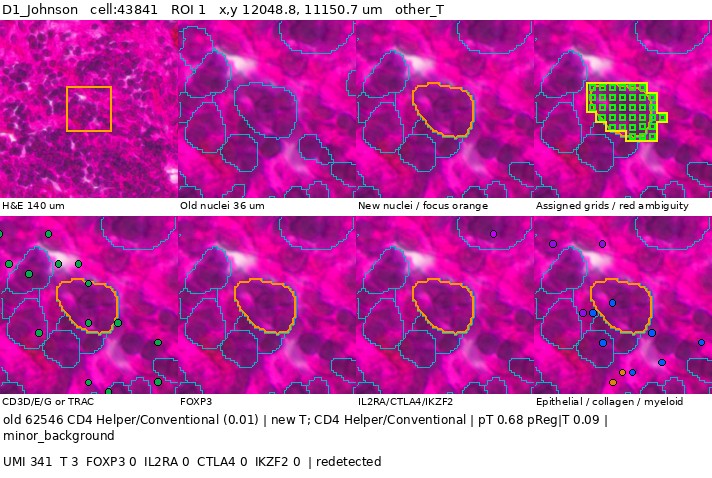 D1_Johnson cell:43841 ROI 1 x,y 12048.8, 11150.7 um other_T
H&E 140 um
Old nuclei 36 um
New nuclei / focus orange
Assigned grids / red ambiguity
CD3D/E/G or TRAC
FOXP3
IL2RA/CTLA4/IKZF2
Epithelial / collagen / myeloid
old 62546 CD4 Helper/Conventional (0.01) | new T; CD4 Helper/Conventional | pT 0.68 pReg|T 0.09 |
minor_background
UMI 341 T 3 FOXP3 0 IL2RA 0 CTLA4 0 IKZF2 0 | redetected